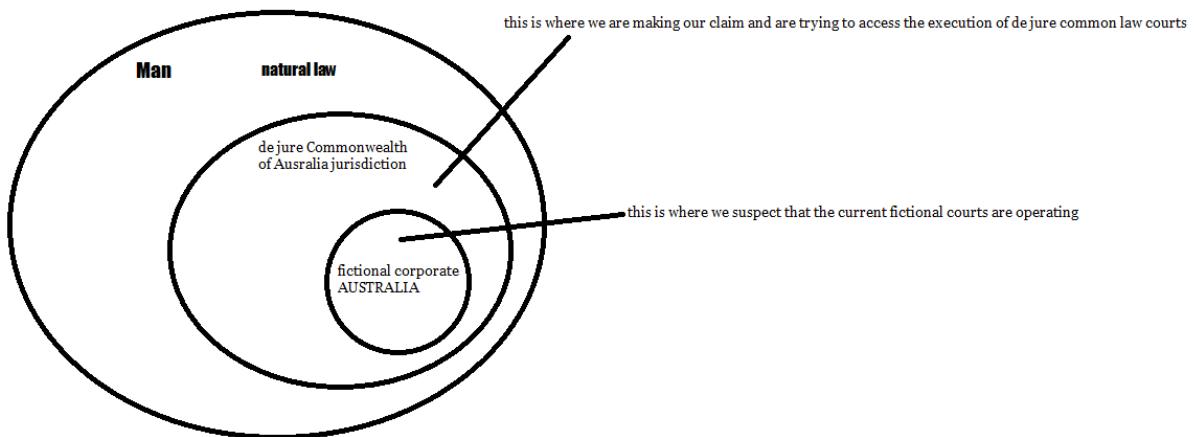 this is where we are making our claim and are trying to access the execution of de jure common law courts
Man
natural law
de jure Commonwealth
of Ausralia jurisdiction
this is where we suspect that the current fictional courts are operating
fictional corporate
AUSTRALIA